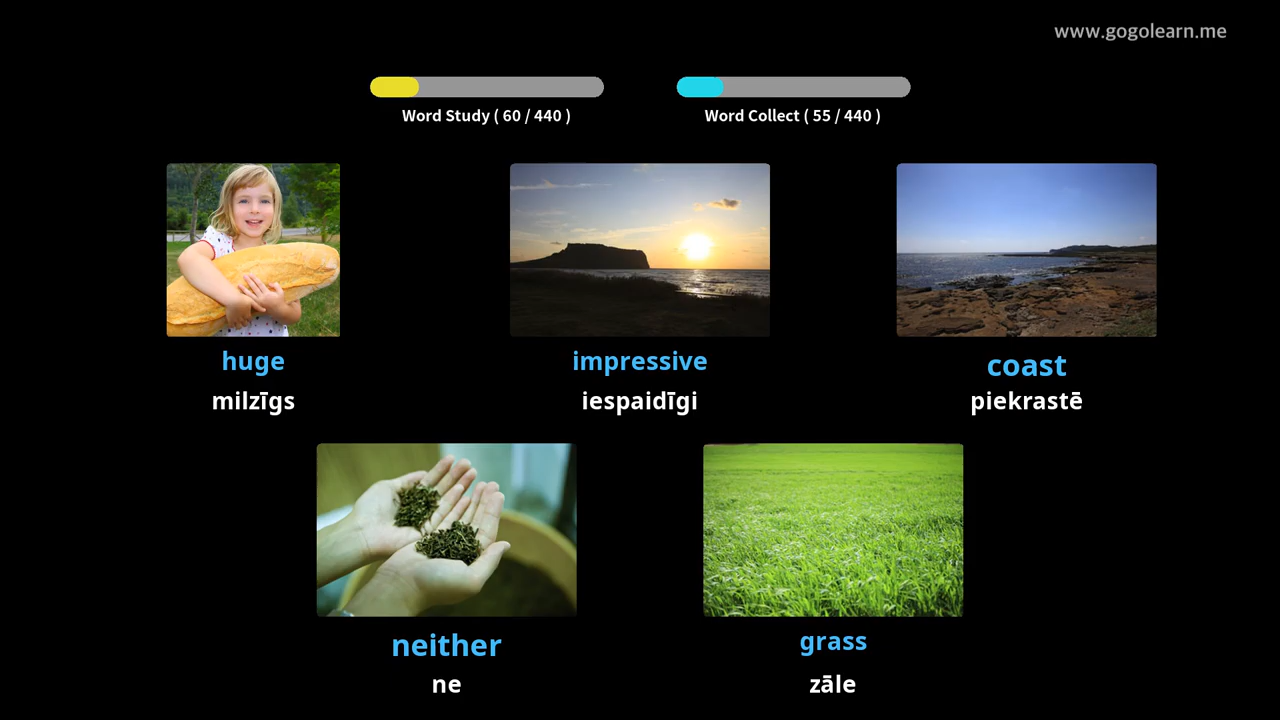 www.gogolearn.me
Word Study ( 60 / 440 )
Word Collect ( 55 / 440 )
huge
milzīgs
impressive
iespaidīgi
coast
piekrastē
neither
ne
grass
zāle